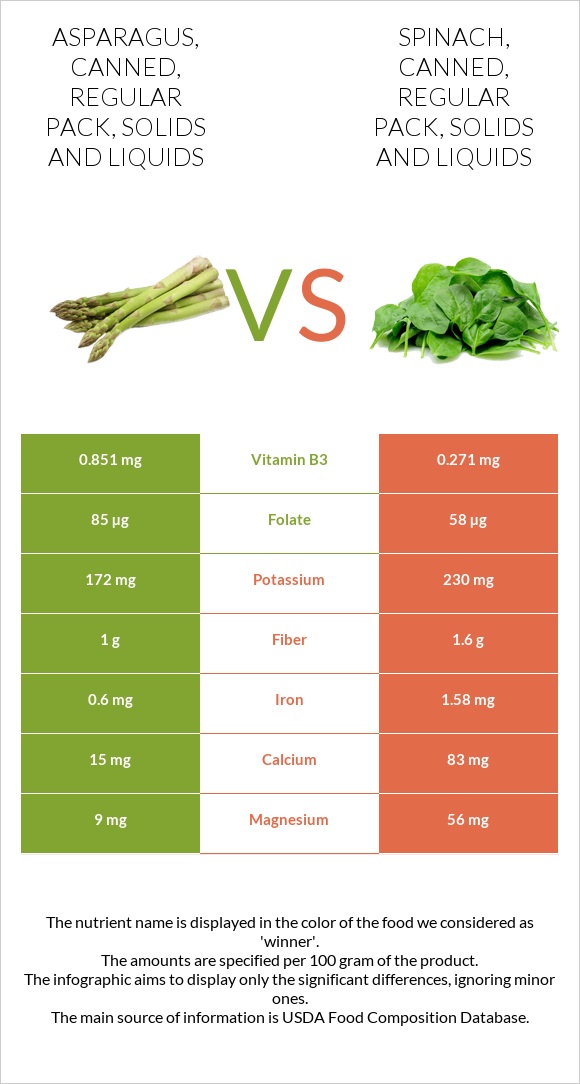 ASPARAGUS,
CANNED,
REGULAR
PACK, SOLIDS
AND LIQUIDS
SPINACH,
CANNED,
REGULAR
PACK, SOLIDS
AND LIQUIDS
VS
0.851 mg Vitamin B3 0.271 mg
85 µg Folate 58 µg
172 mg Potassium 230 mg
1 g Fiber 1.6 g
0.6 mg Iron 1.58 mg
15 mg Calcium 83 mg
9 mg Magnesium 56 mg
The nutrient name is displayed in the color of the food we considered as
'winner'.
The amounts are specified per 100 gram of the product.
The infographic aims to display only the significant differences, ignoring minor
ones.
The main source of information is USDA Food Composition Database.